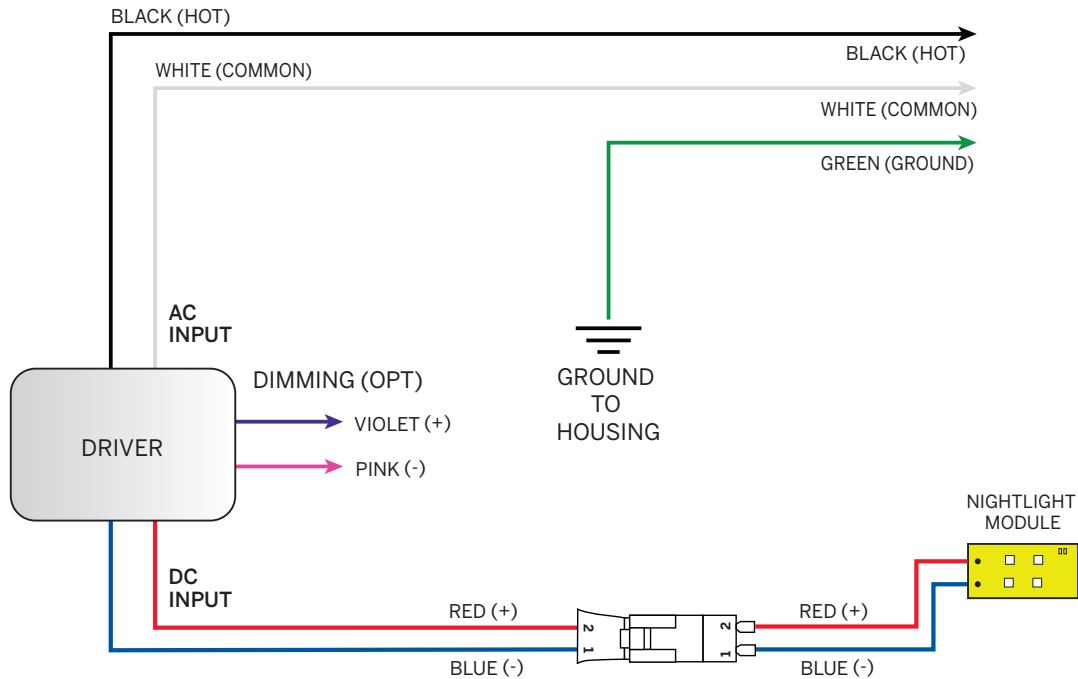 BLACK (HOT)
BLACK (HOT)
WHITE (COMMON)
WHITE (COMMON)
GREEN (GROUND)
AC
INPUT
DIMMING (OPT)
GROUND
TO
HOUSING
VIOLET (+)
DRIVER
PINK (-)
NIGHTLIGHT
MODULE
DC
INPUT
RED (+)
RED (+)
2
2
1
1
BLUE (-)
BLUE (-)